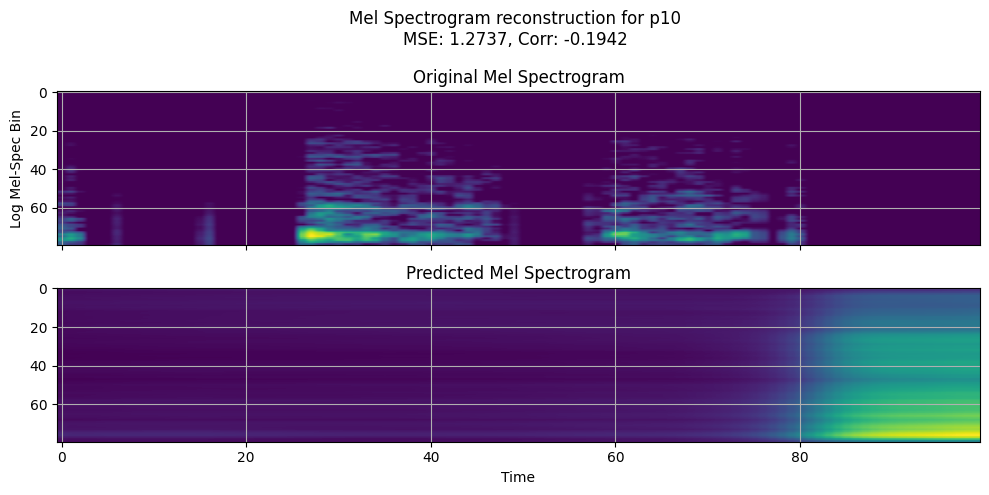 Mel Spectrogram reconstruction for p10
MSE: 1.2737, Corr: -0.1942
Original Mel Spectrogram
Log Mel-Spec Bin
0
20
40
60
Predicted Mel Spectrogram
0
20
40
60
0 20 40 60 80
Time